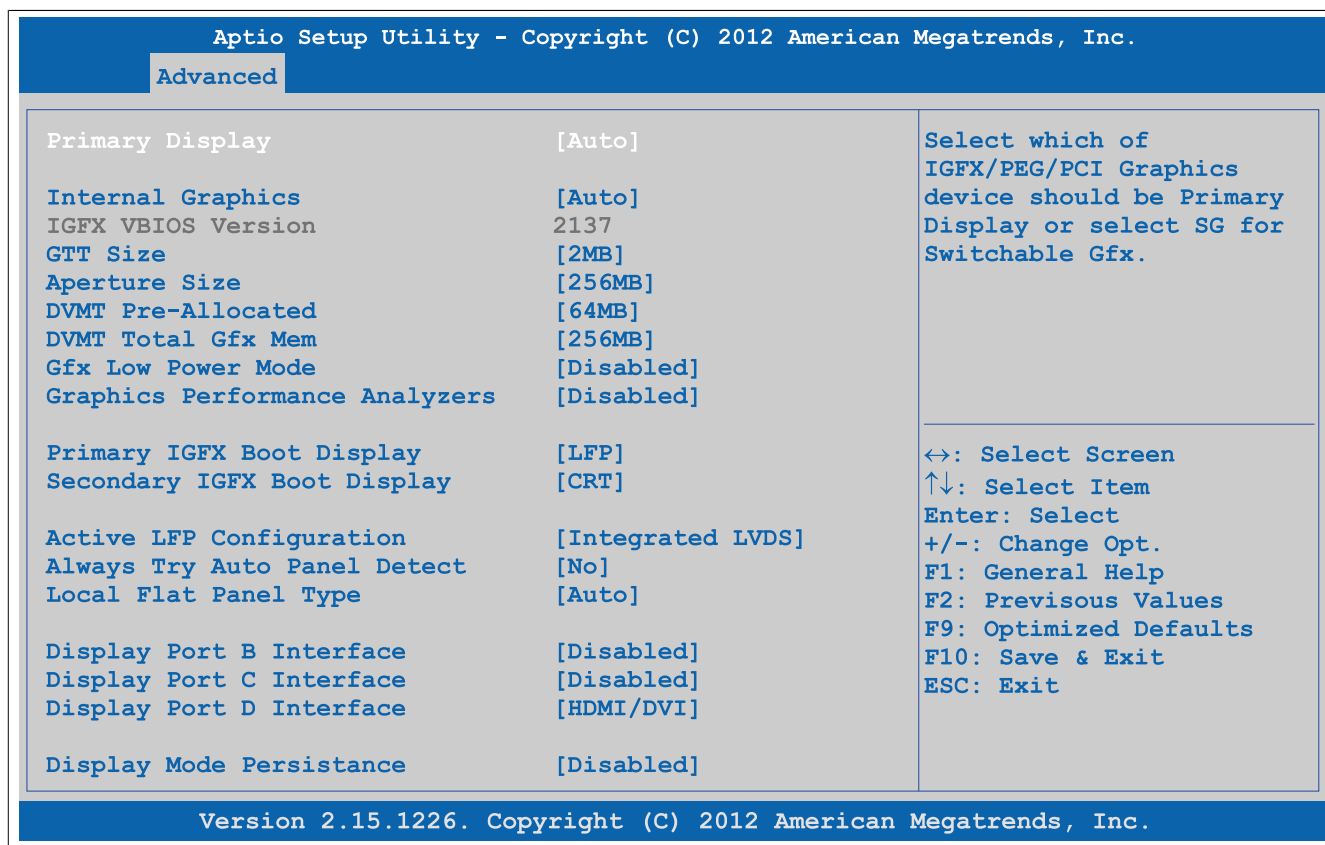 Aptio Setup Utility - Copyright (C) 2012 American Megatrends, Inc.
Advanced
Primary Display [Auto]
Internal Graphics [Auto]
IGFX VBIOS Version 2137
GTT Size [2MB]
Aperture Size [256MB]
DVMT Pre-Allocated [64MB]
DVMT Total Gfx Mem [256MB]
Gfx Low Power Mode [Disabled]
Graphics Performance Analyzers [Disabled]
Primary IGFX Boot Display [LFP]
Secondary IGFX Boot Display [CRT]
Active LFP Configuration [Integrated LVDS]
Always Try Auto Panel Detect [No]
Local Flat Panel Type [Auto]
Display Port B Interface [Disabled]
Display Port C Interface [Disabled]
Display Port D Interface [HDMI/DVI]
Display Mode Persistance [Disabled]
Select which of
IGFX/PEG/PCI Graphics
device should be Primary
Display or select SG for
Switchable Gfx.
↔: Select Screen
↑↓: Select Item
Enter: Select
+/-: Change Opt.
F1: General Help
F2: Previsous Values
F9: Optimized Defaults
F10: Save & Exit
ESC: Exit
Version 2.15.1226. Copyright (C) 2012 American Megatrends, Inc.